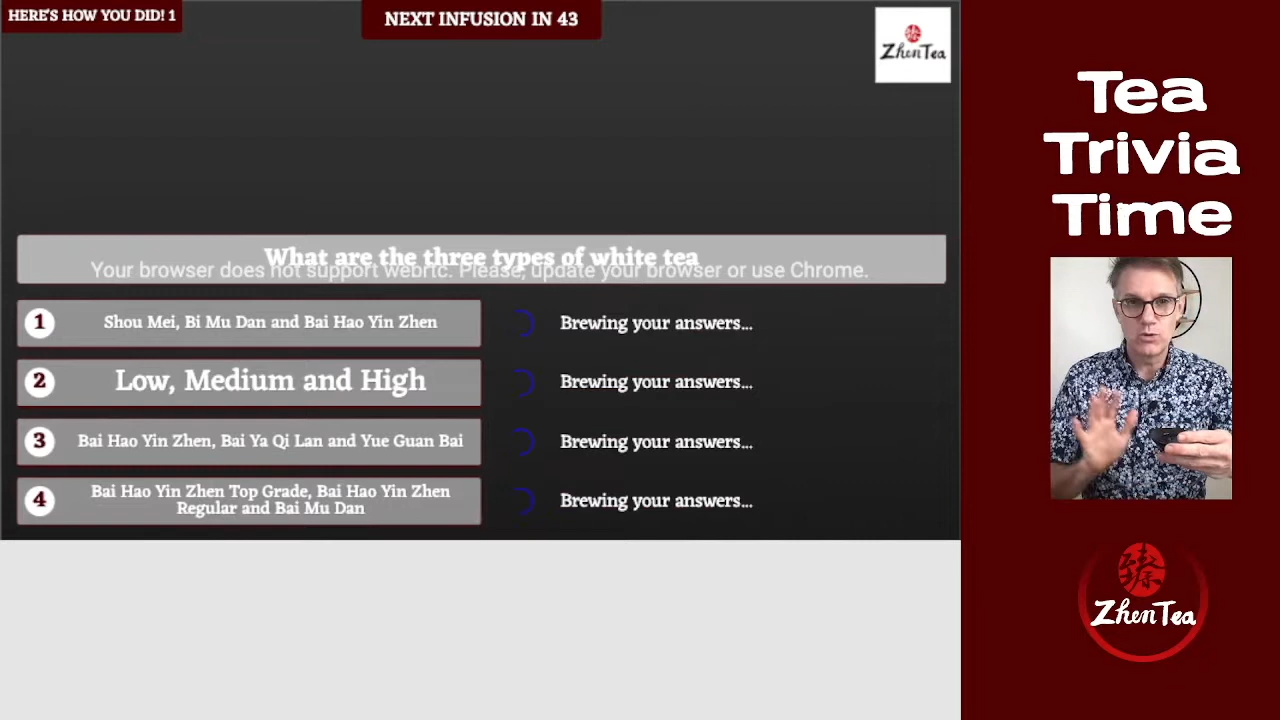 HERE'S HOW YOU DID! 1
NEXT INFUSION IN 43
ZhenTea
Tea
Trivia
Time
What are the three types of white tea
Your browser does not support webrtc. Please, update your browser or use Chrome.
1 Shou Mei, Bi Mu Dan and Bai Hao Yin Zhen
Brewing your answers...
2 Low, Medium and High
Brewing your answers...
3 Bai Hao Yin Zhen, Bai Ya Qi Lan and Yue Guan Bai
Brewing your answers...
4 Bai Hao Yin Zhen Top Grade, Bai Hao Yin Zhen
Regular and Bai Mu Dan
Brewing your answers...
臻
ZhenTea